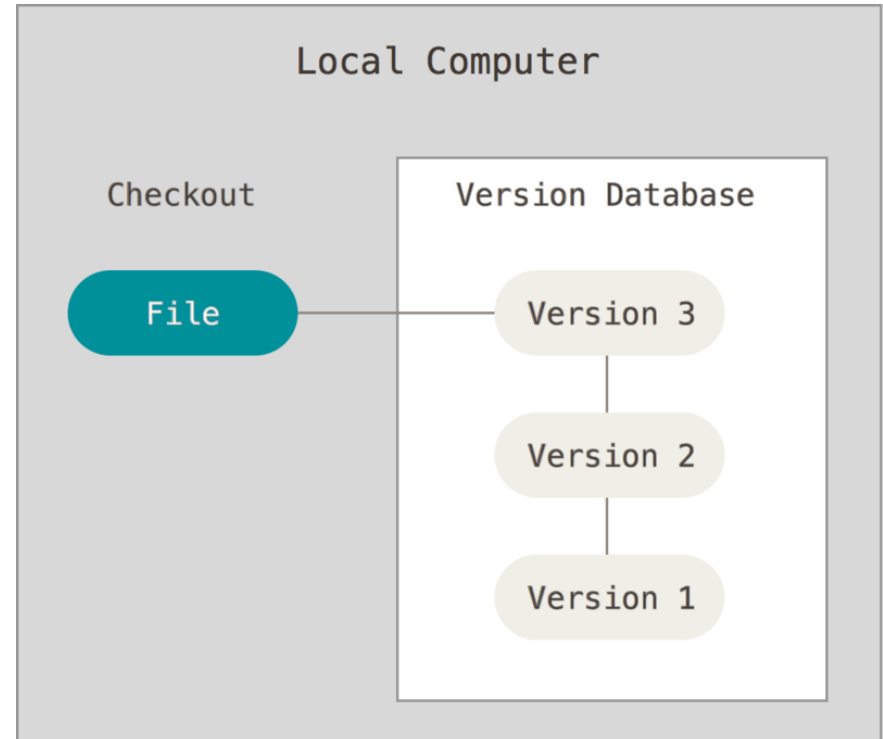 Local Computer
Checkout
Version Database
File
Version 3
Version 2
Version 1